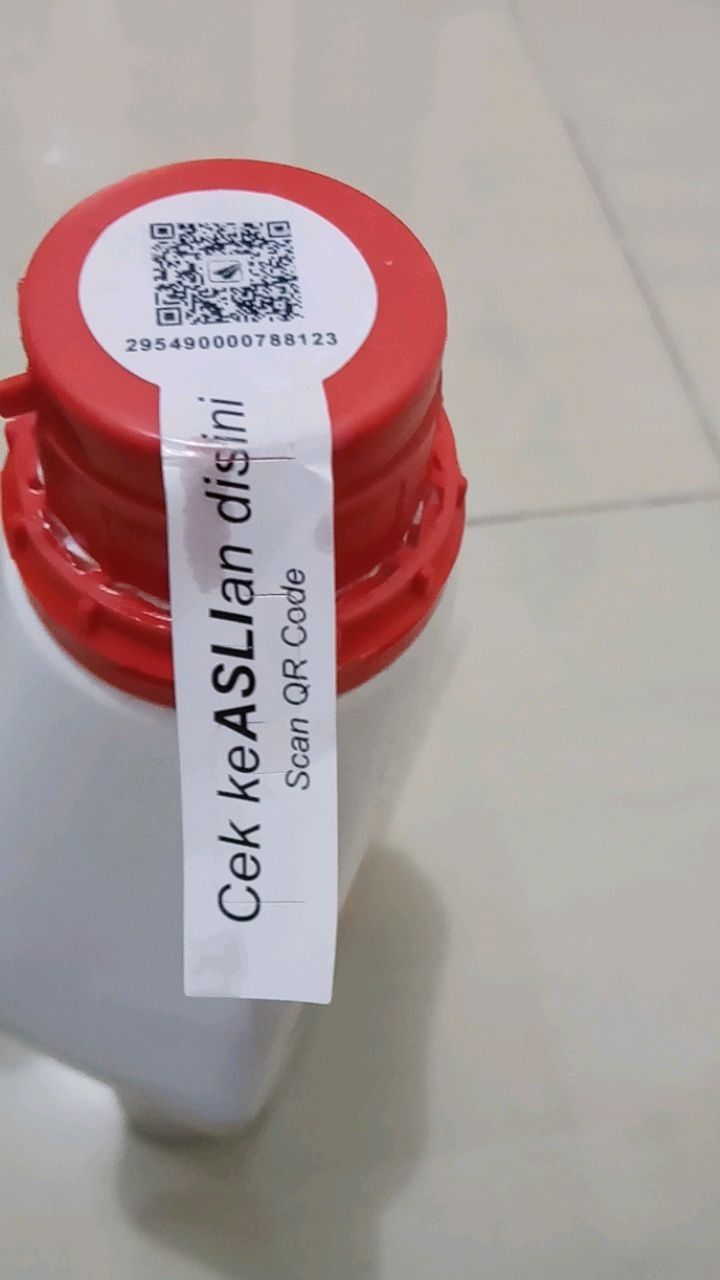 295490000788123
Cek keASLIan disini
Scan QR Code